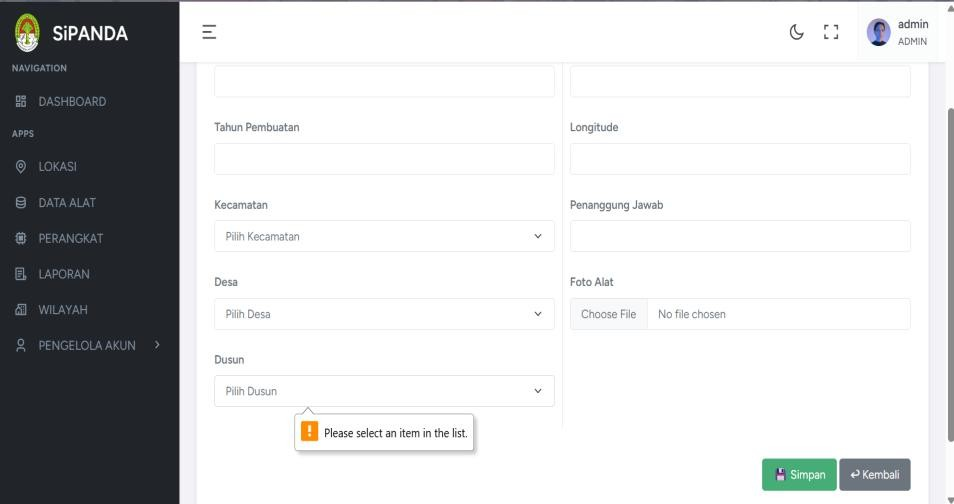 SiPANDA
NAVIGATION
DASHBOARD
APPS
LOKASI
DATA ALAT
PERANGKAT
LAPORAN
WILAYAH
PENGELOLA AKUN
admin
ADMIN
Tahun Pembuatan
Longitude
Kecamatan
Pilih Kecamatan
Penanggung Jawab
Desa
Pilih Desa
Foto Alat
Choose File No file chosen
Dusun
Pilih Dusun
Please select an item in the list.
Simpan
Kembali